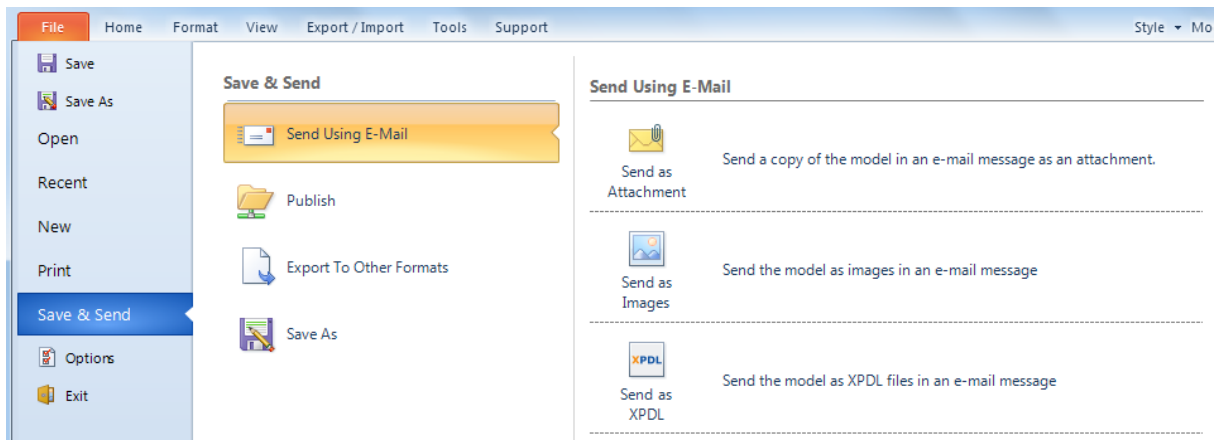 File Home Format View Export / Import Tools Support Style Mo
Save
Save As
Open
Recent
New
Print
Save & Send
Options
Exit
Save & Send
Send Using E-Mail
Publish
Export To Other Formats
Save As
Send Using E-Mail
Send as
Attachment
Send a copy of the model in an e-mail message as an attachment.
Send as
Images
Send the model as images in an e-mail message
XPDL
Send as
XPDL
Send the model as XPDL files in an e-mail message